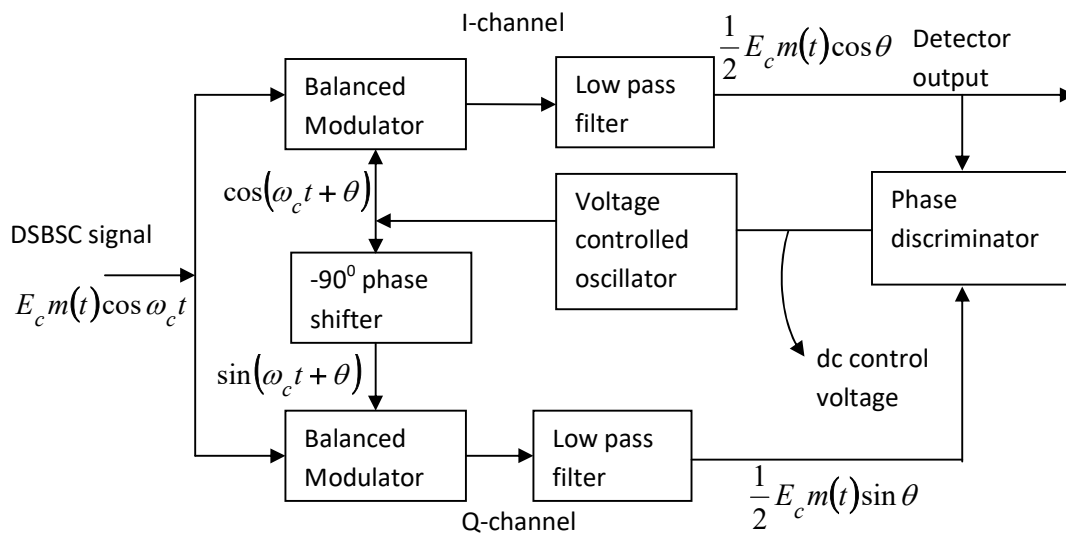 I-channel
½ E_c m(t) cos θ
Detector
output
Balanced
Modulator
Low pass
filter
cos(ω_c t + θ)
Voltage
controlled
oscillator
Phase
discriminator
DSBSC signal
E_c m(t) cos ω_c t
-90⁰ phase
shifter
sin(ω_c t + θ)
dc control
voltage
Balanced
Modulator
Low pass
filter
½ E_c m(t) sin θ
Q-channel